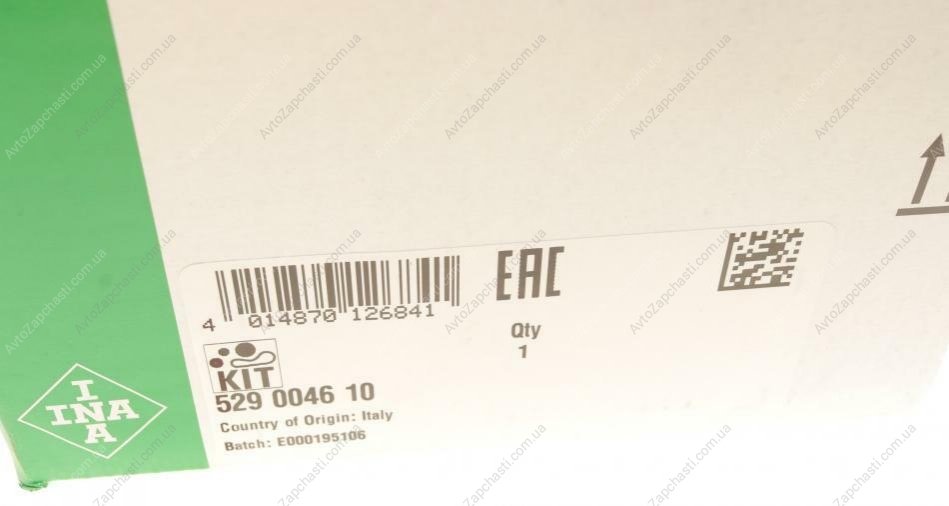 EAC
4 014870 126841
Qty
1
KIT
529 0046 10
Country of Origin: Italy
Batch: E000195106
I
INA
A
AvtoZapchasti.com.ua